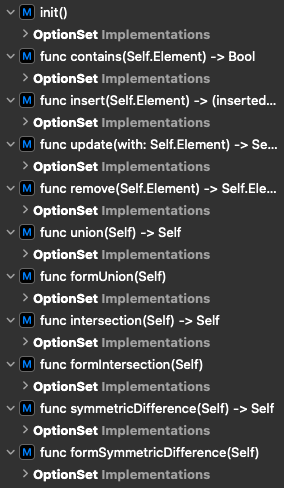 M init()
OptionSet Implementations
M func contains(Self.Element) -> Bool
OptionSet Implementations
M func insert(Self.Element) -> (inserted...
OptionSet Implementations
M func update(with: Self.Element) -> Se...
OptionSet Implementations
M func remove(Self.Element) -> Self.Ele...
OptionSet Implementations
M func union(Self) -> Self
OptionSet Implementations
M func formUnion(Self)
OptionSet Implementations
M func intersection(Self) -> Self
OptionSet Implementations
M func formIntersection(Self)
OptionSet Implementations
M func symmetricDifference(Self) -> Self
OptionSet Implementations
M func formSymmetricDifference(Self)
OptionSet Implementations